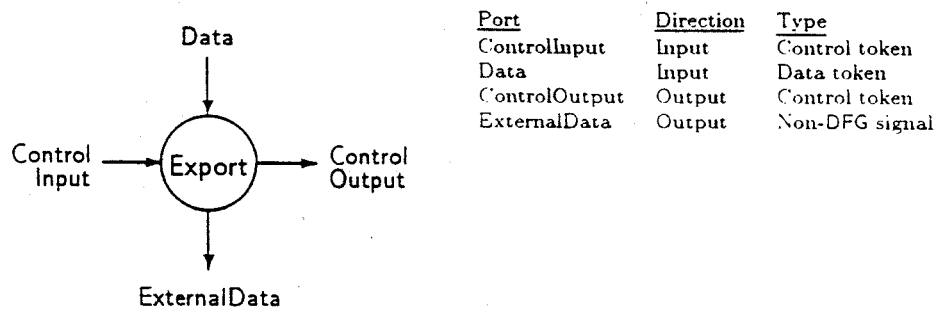 Data
Control
Input
Export
Control
Output
ExternalData
Port Direction Type
ControlInput Input Control token
Data Input Data token
ControlOutput Output Control token
ExternalData Output Non-DFG signal